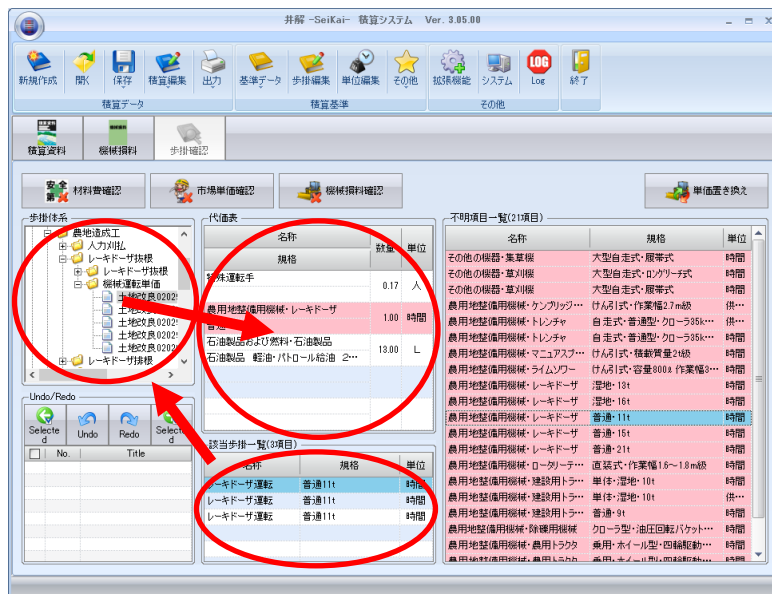 井解 -SeiKai- 積算システム Ver. 3.05.00
新規作成 開く 保存 積算編集 出力 基準データ 歩掛編集 単位編集 その他 拡張機能 システム Log 終了
積算データ 積算基準 その他
積算資料 機械損料 歩掛確認
材料費確認 市場単価確認 機械損料確認 単価置き換え
歩掛体系
農地造成工
人力刈払
レーキドーザ抜根
レーキドーザ抜根
機械運転単価
土地改良0202
土地改良0202
土地改良0202
土地改良0202
土地改良0202
レーキドーザ抜根
代価表
名称 数量 単位
規格
特殊運転手 0.17 人
農用地整備用機械・レーキドーザ 1.00 時間
普通
石油製品および燃料・石油製品 13.00 L
石油製品 軽油・パトロール給油 2…
Undo/Redo
Selected Undo Redo Selected
No. Title
該当歩掛一覧(3項目)
名称 規格 単位
レーキドーザ運転 普通11t 時間
レーキドーザ運転 普通11t 時間
レーキドーザ運転 普通11t 時間
不明項目一覧(21項目)
名称 規格 単位
その他の機器・集草機 大型自走式・履帯式 時間
その他の機器・草刈機 大型自走式・ロングリーチ式 時間
その他の機器・草刈機 大型自走式・履帯式 時間
農用地整備用機械・ケンブリッジ… けん引式・作業幅2.7m級 供…
農用地整備用機械・トレンチャ 自走式・普通型・クローラ35k… 時間
農用地整備用機械・トレンチャ 自走式・普通型・クローラ35k… 供…
農用地整備用機械・マニュアスプ… けん引式・積載質量2t級 時間
農用地整備用機械・ライムソワー けん引式・容量800ℓ 作業幅3… 時間
農用地整備用機械・レーキドーザ 湿地・13t 時間
農用地整備用機械・レーキドーザ 湿地・16t 時間
農用地整備用機械・レーキドーザ 普通・11t 時間
農用地整備用機械・レーキドーザ 普通・15t 時間
農用地整備用機械・レーキドーザ 普通・21t 時間
農用地整備用機械・ロータリーテ… 直装式・作業幅1.6～1.8m級 時間
農用地整備用機械・建設用トラ… 単体・湿地・10t 時間
農用地整備用機械・建設用トラ… 単体・湿地・10t 供…
農用地整備用機械・建設用トラ… 普通・9t 時間
農用地整備用機械・除礫用機械 クローラ型・油圧回転バケット… 時間
農用地整備用機械・農用トラクタ 乗用・ホイール型・四輪駆動… 時間
農用地整備用機械・農用トラクタ 乗用・ホイール型・四輪駆動… 時間